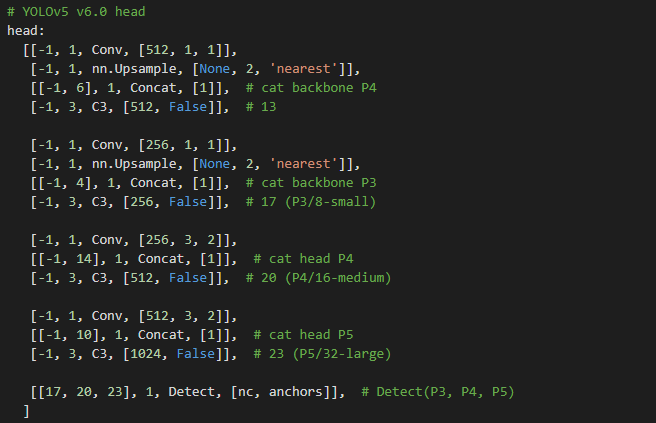 # YOLOv5 v6.0 head
head:
  [[-1, 1, Conv, [512, 1, 1]],
   [-1, 1, nn.Upsample, [None, 2, 'nearest']],
   [[-1, 6], 1, Concat, [1]],  # cat backbone P4
   [-1, 3, C3, [512, False]],  # 13

   [-1, 1, Conv, [256, 1, 1]],
   [-1, 1, nn.Upsample, [None, 2, 'nearest']],
   [[-1, 4], 1, Concat, [1]],  # cat backbone P3
   [-1, 3, C3, [256, False]],  # 17 (P3/8-small)

   [-1, 1, Conv, [256, 3, 2]],
   [[-1, 14], 1, Concat, [1]],  # cat head P4
   [-1, 3, C3, [512, False]],  # 20 (P4/16-medium)

   [-1, 1, Conv, [512, 3, 2]],
   [[-1, 10], 1, Concat, [1]],  # cat head P5
   [-1, 3, C3, [1024, False]],  # 23 (P5/32-large)

   [[17, 20, 23], 1, Detect, [nc, anchors]],  # Detect(P3, P4, P5)
  ]